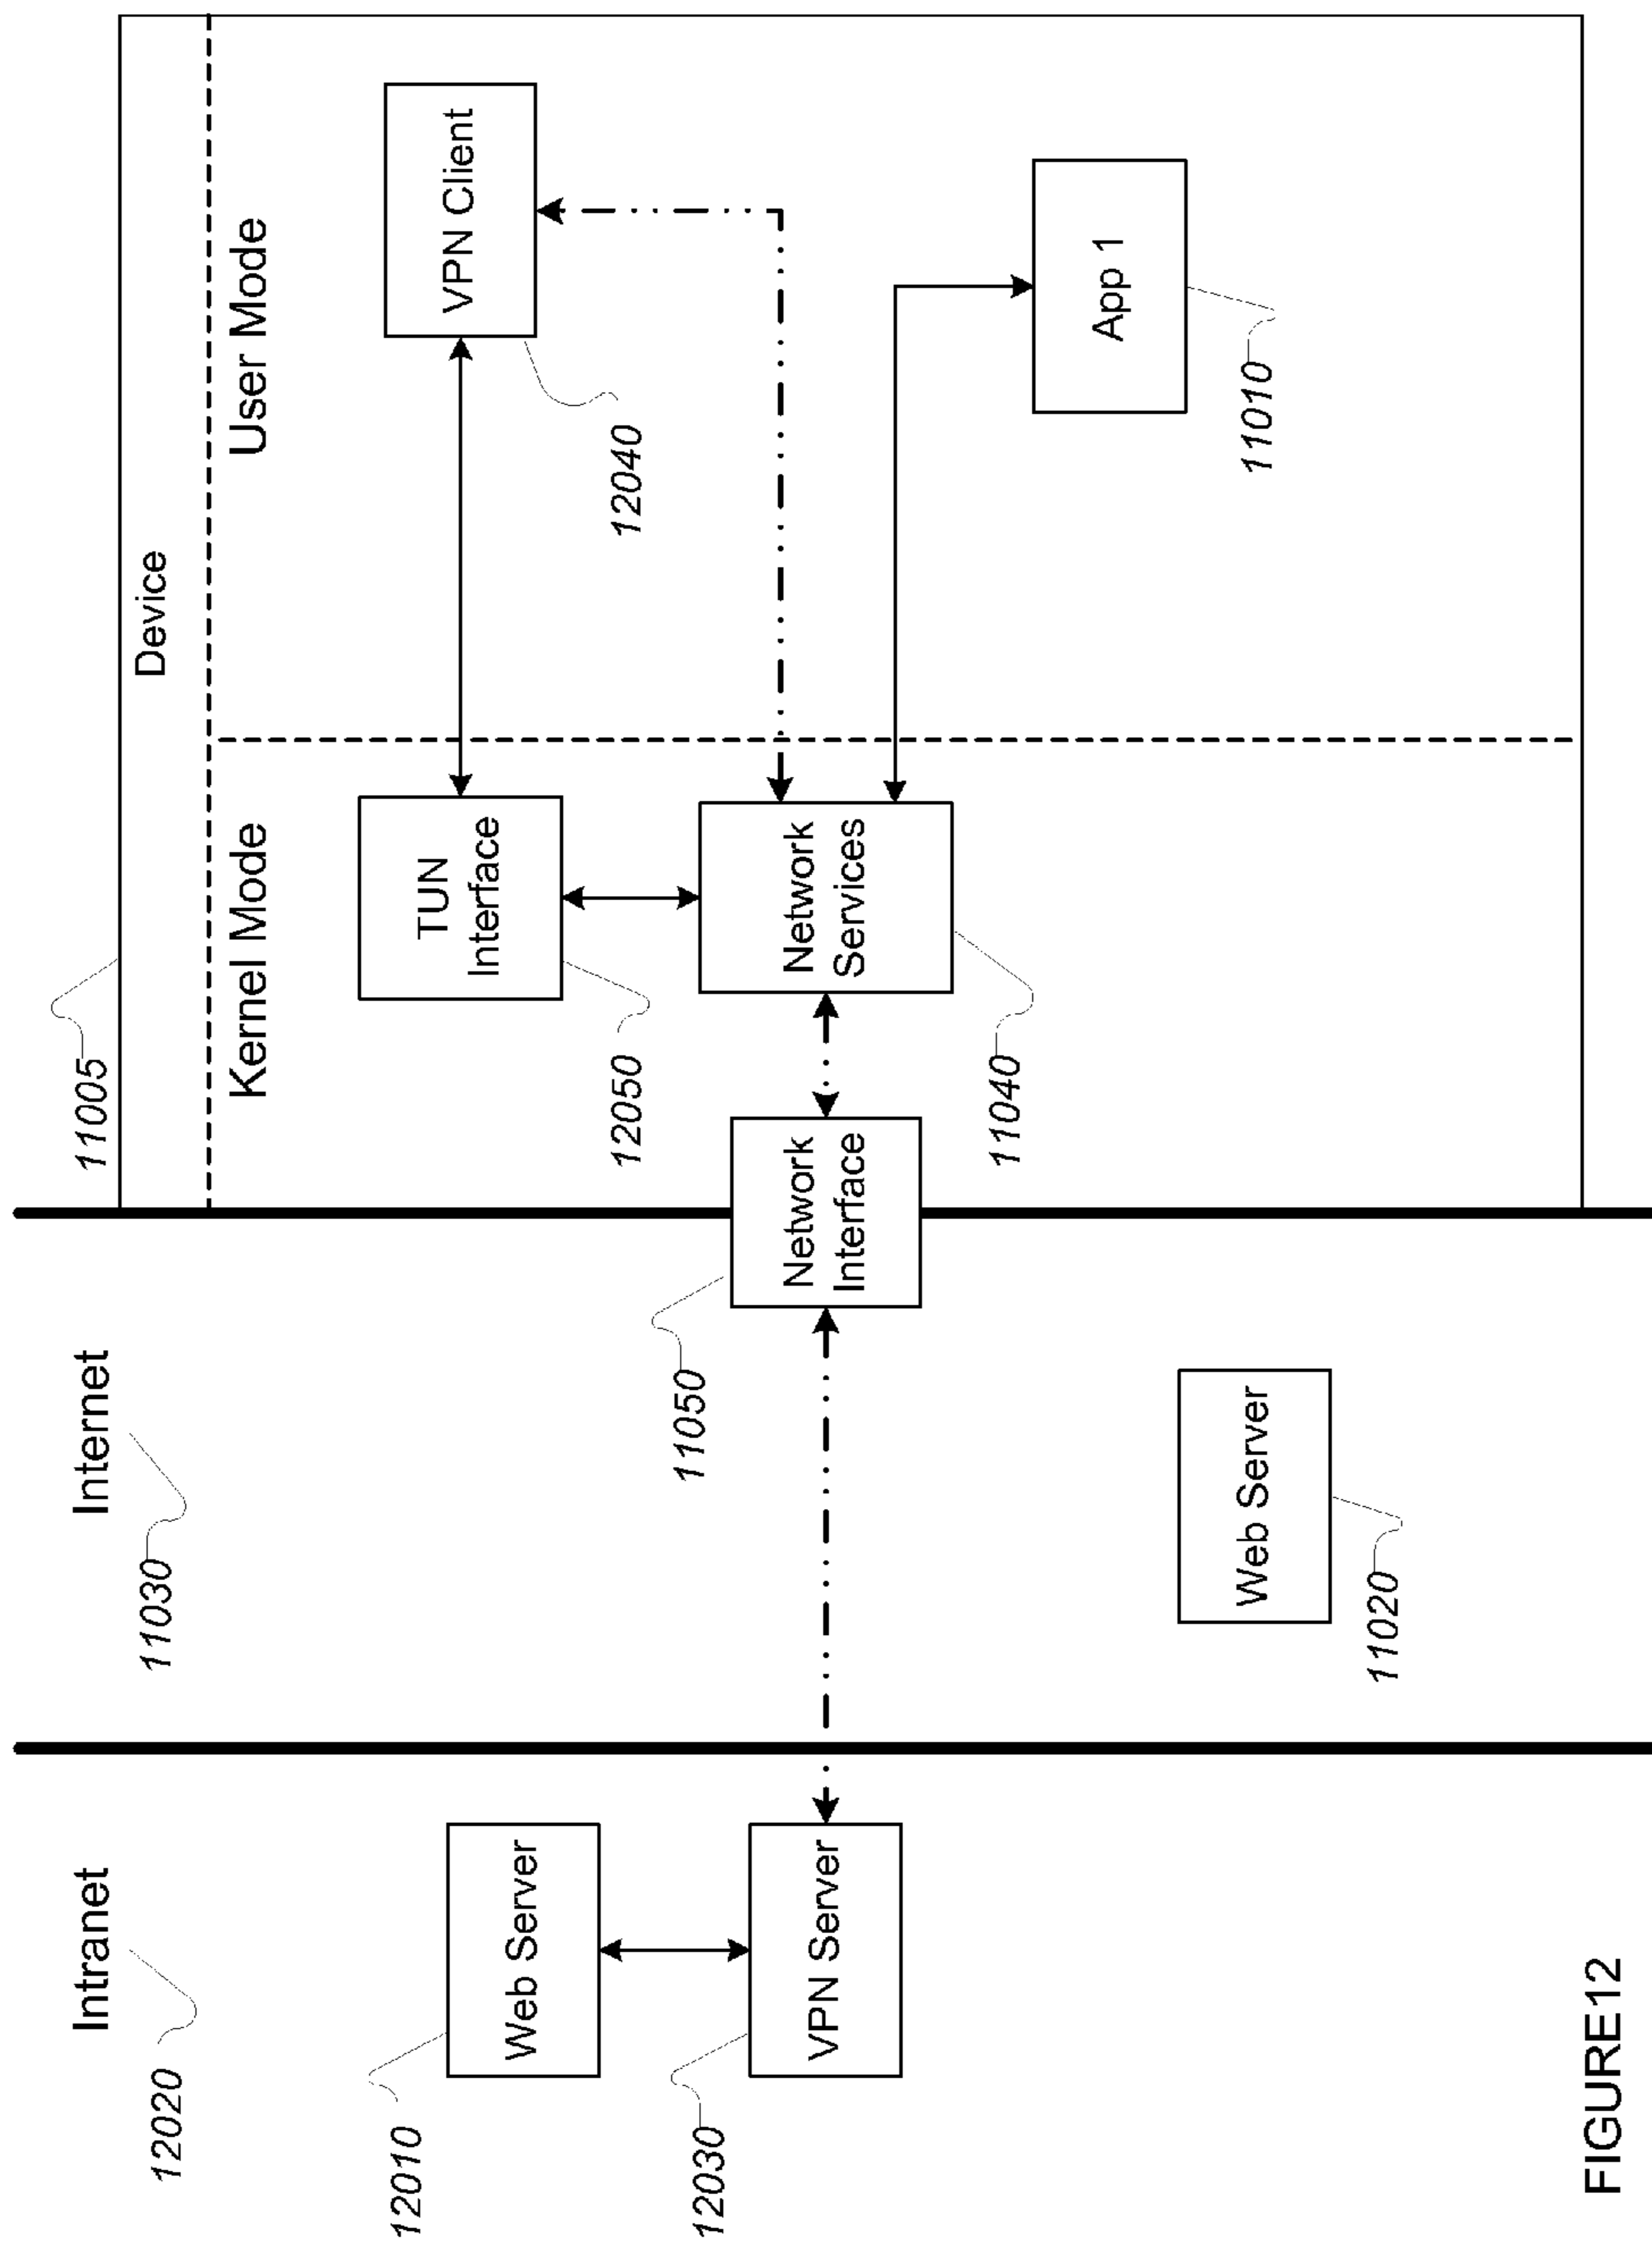 Intranet
12020
Internet
11030
11005
Device
Kernel Mode
User Mode
Web Server
12010
VPN Server
12030
Network
Interface
11050
TUN
Interface
12050
VPN Client
12040
Network
Services
11040
App 1
11010
Web Server
11020
FIGURE12